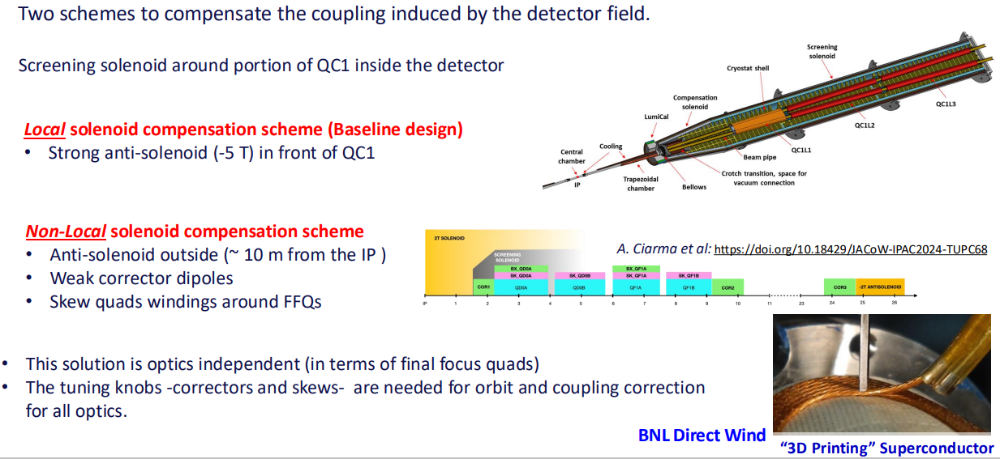 Two schemes to compensate the coupling induced by the detector field.
Screening solenoid around portion of QC1 inside the detector
Local solenoid compensation scheme (Baseline design)
• Strong anti-solenoid (-5 T) in front of QC1
Screening
solenoid
Cryostat shell
Compensation
solenoid
LumiCal
Cooling
Central
chamber
IP
Trapezoidal
chamber
Bellows
Crotch transition, space for
vacuum connection
Beam pipe
QC1L1
QC1L2
QC1L3
Non-Local solenoid compensation scheme
• Anti-solenoid outside (~ 10 m from the IP )
• Weak corrector dipoles
• Skew quads windings around FFQs
A. Ciarma et al: https://doi.org/10.18429/JACoW-IPAC2024-TUPC68
2T SOLENOID
SCREENING
SOLENOID
BX_QD0A
BX_QF1A
SK_QD0A
SK_QD0B
SK_QF1A
SK_QF1B
COR1
QD0A
QD0B
QF1A
QF1B
COR2
COR3
-2T ANTISOLENOID
IP 1 2 3 4 5 6 7 8 9 10 11 23 24 25 26
• This solution is optics independent (in terms of final focus quads)
• The tuning knobs -correctors and skews- are needed for orbit and coupling correction
for all optics.
BNL Direct Wind
“3D Printing” Superconductor